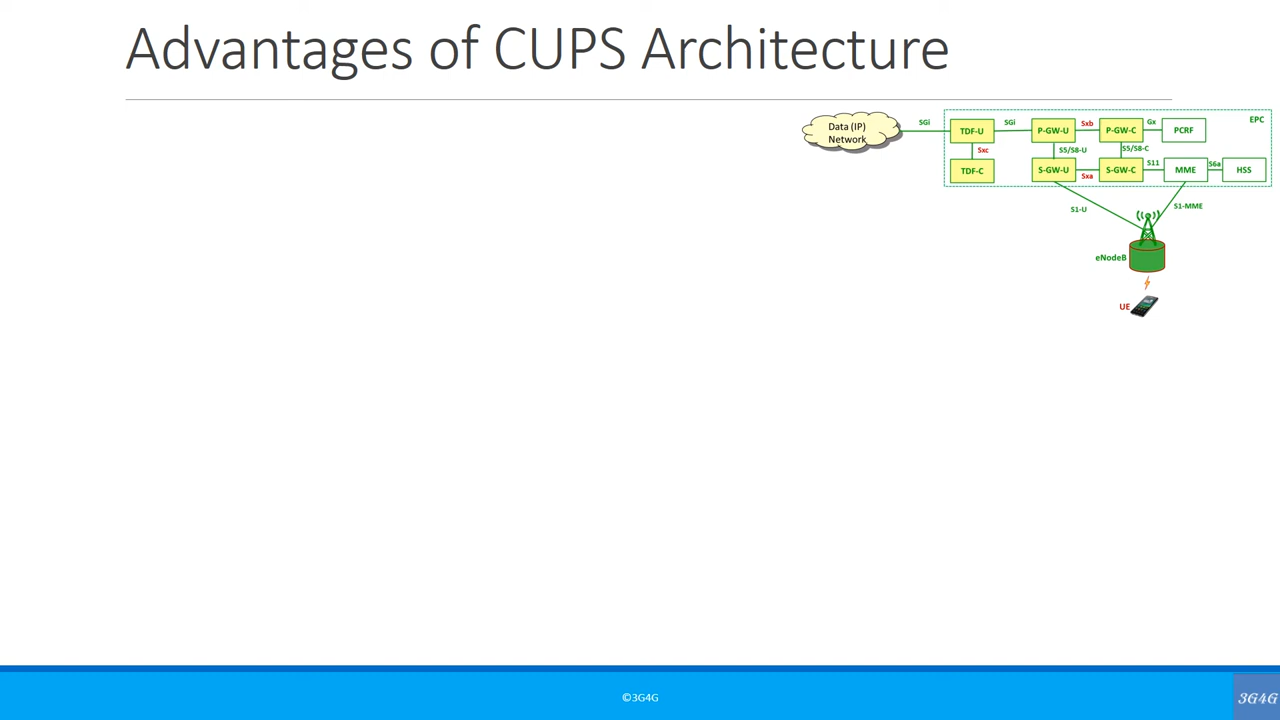 Advantages of CUPS Architecture
Data (IP)
Network
SGi
TDF-U
SGi
P-GW-U
Sxb
P-GW-C
Gx
PCRF
EPC
Sxc
S5/S8-U
S5/S8-C
TDF-C
S-GW-U
Sxa
S-GW-C
S11
MME
S6a
HSS
S1-U
S1-MME
eNodeB
UE
©3G4G
3G4G